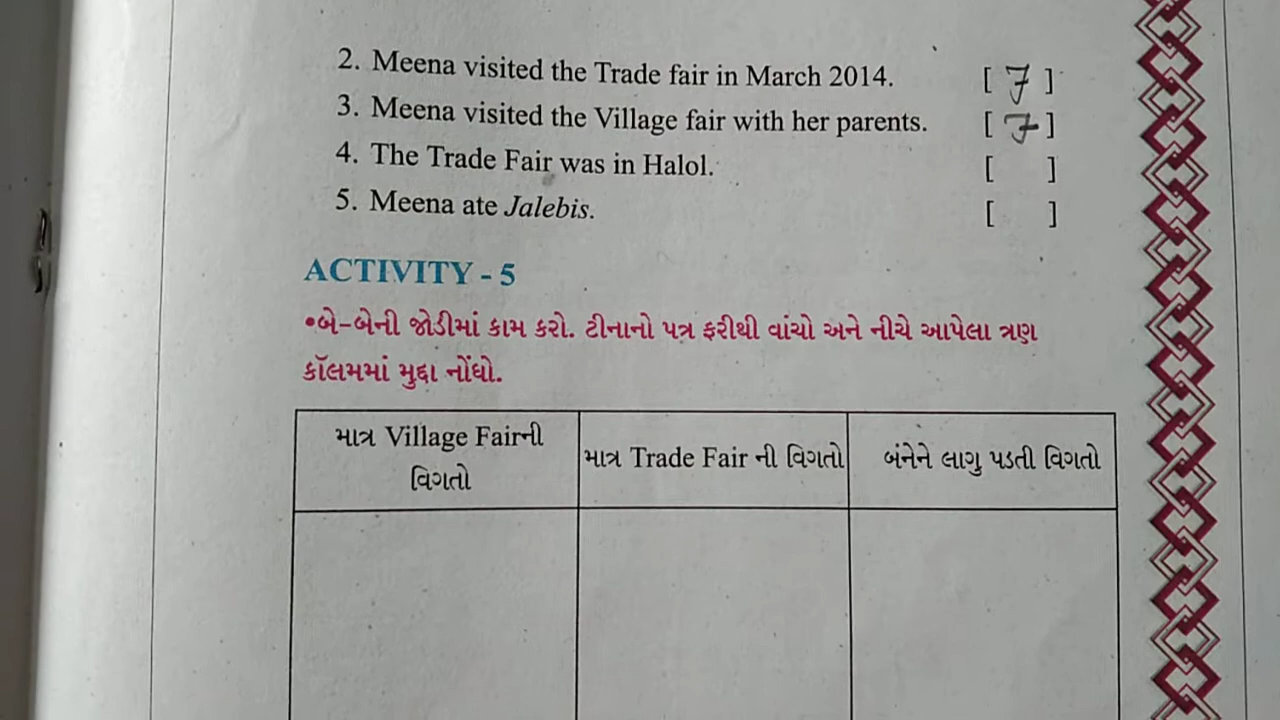 2. Meena visited the Trade fair in March 2014. [ F ]
3. Meena visited the Village fair with her parents. [ F ]
4. The Trade Fair was in Halol. [ ]
5. Meena ate Jalebis. [ ]
ACTIVITY - 5
•બે-બેની જોડીમાં કામ કરો. ટીનાનો પત્ર ફરીથી વાંચો અને નીચે આપેલા ત્રણ
કૉલમમાં મુદ્દા નોંધો.
માત્ર Village Fairની
વિગતો
માત્ર Trade Fair ની વિગતો
બંનેને લાગુ પડતી વિગતો